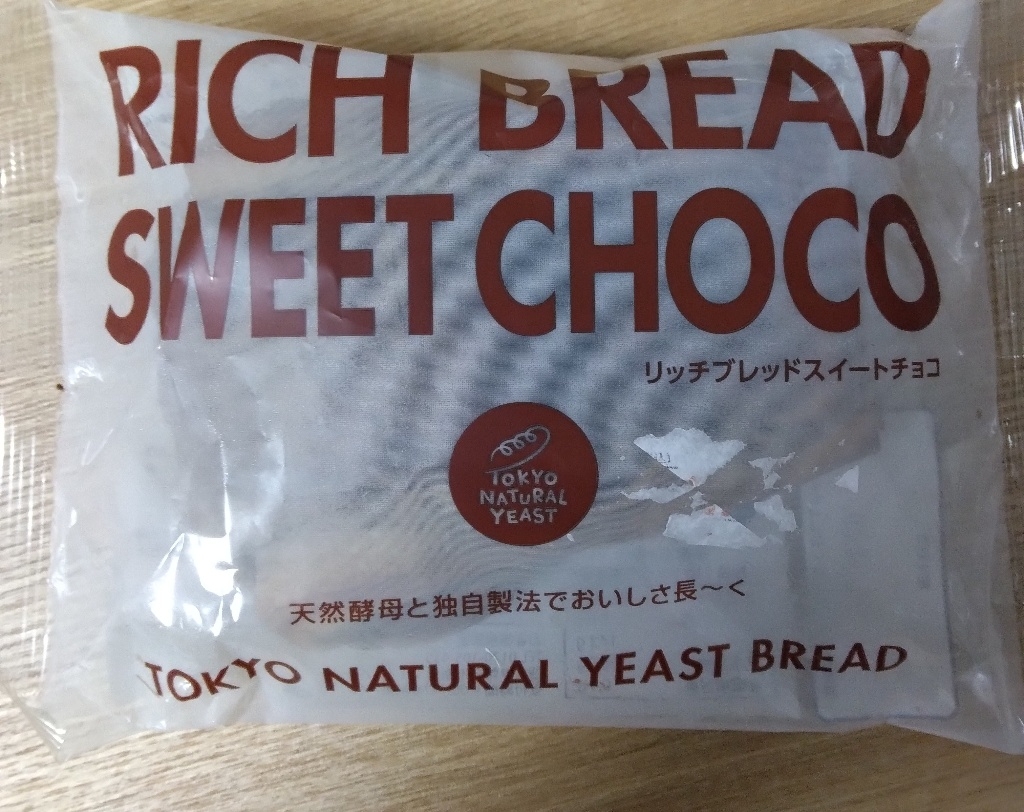 RICH BREAD
SWEET CHOCO
リッチブレッドスイートチョコ
TOKYO
NATURAL
YEAST
天然酵母と独自製法でおいしさ長〜く
TOKYO NATURAL YEAST BREAD